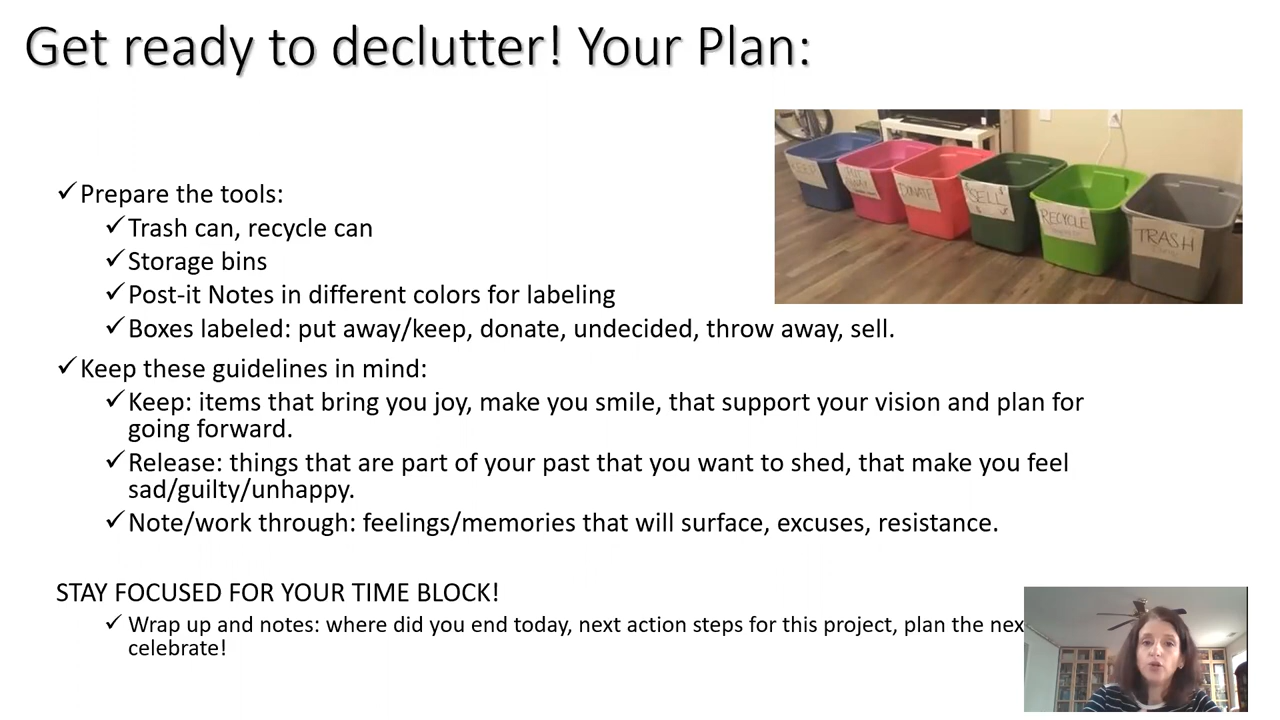 Get ready to declutter! Your Plan:
✓Prepare the tools:
✓Trash can, recycle can
✓Storage bins
✓Post-it Notes in different colors for labeling
✓Boxes labeled: put away/keep, donate, undecided, throw away, sell.
✓Keep these guidelines in mind:
✓Keep: items that bring you joy, make you smile, that support your vision and plan for
going forward.
✓Release: things that are part of your past that you want to shed, that make you feel
sad/guilty/unhappy.
✓Note/work through: feelings/memories that will surface, excuses, resistance.
STAY FOCUSED FOR YOUR TIME BLOCK!
✓Wrap up and notes: where did you end today, next action steps for this project, plan the
celebrate!
KEEP
PUT
AWAY
DONATE
SELL
RECYCLE
TRASH